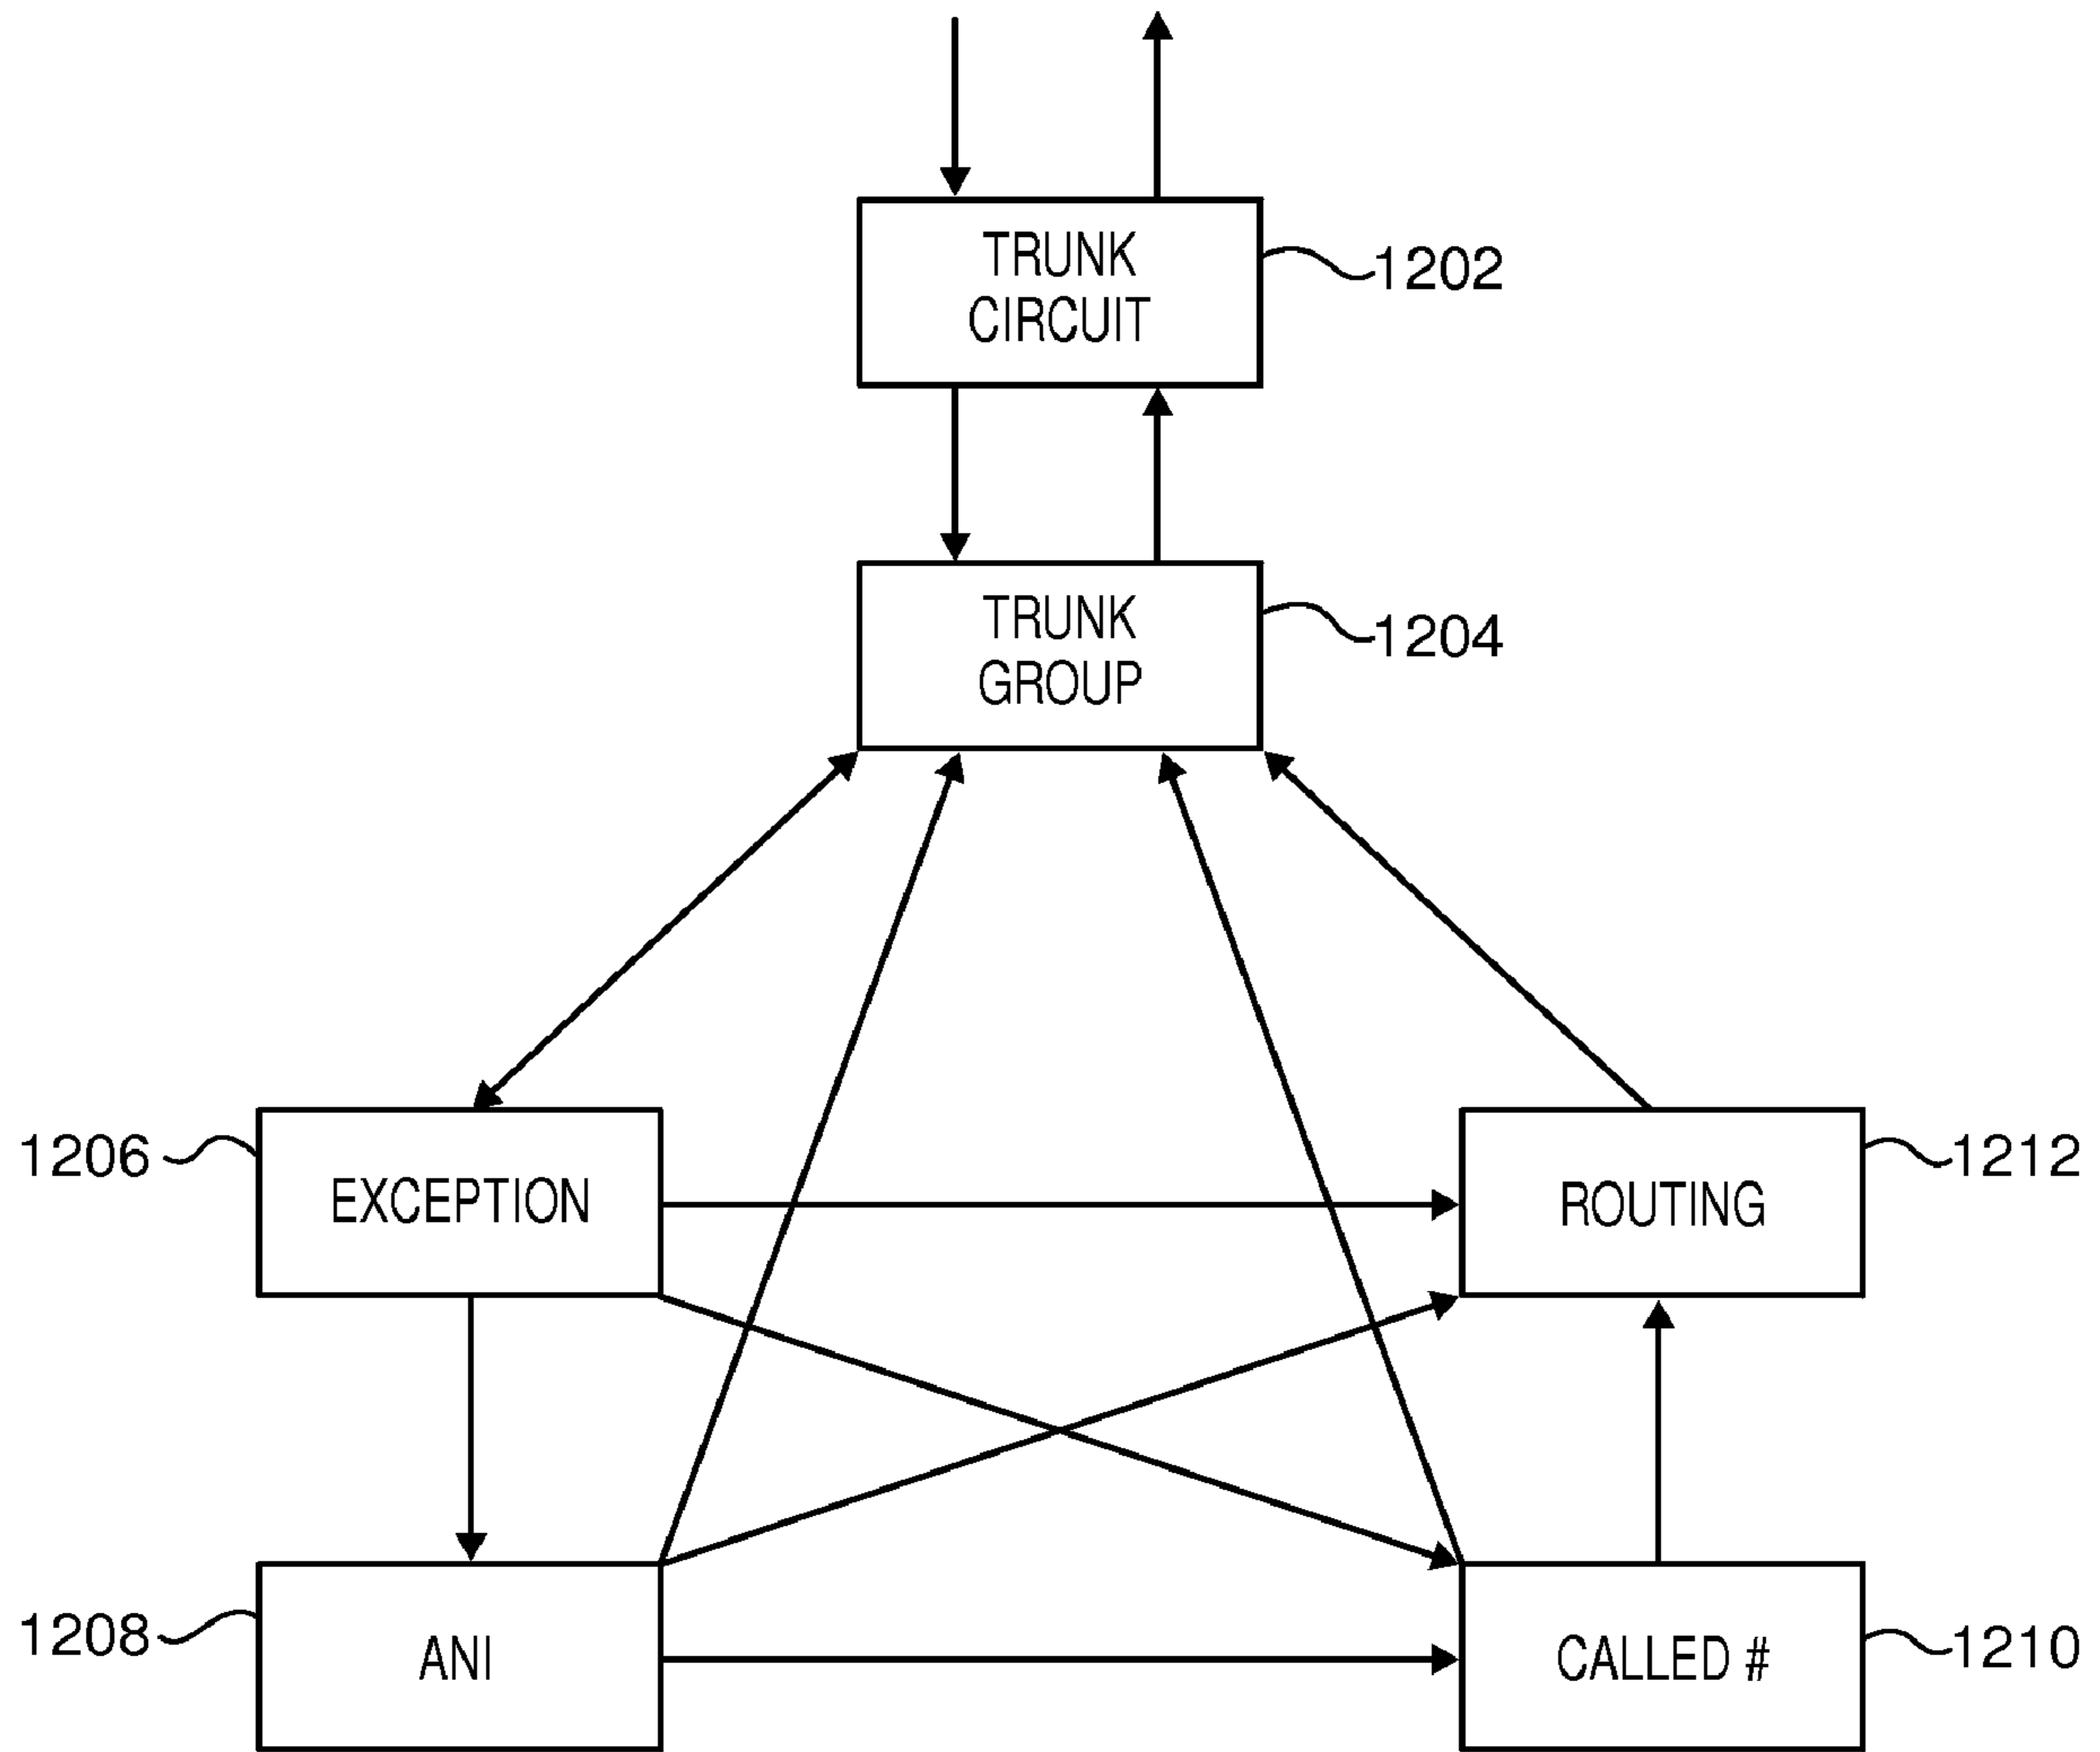 TRUNK
CIRCUIT
1202
TRUNK
GROUP
1204
1206
EXCEPTION
ROUTING
1212
1208
ANI
CALLED #
1210